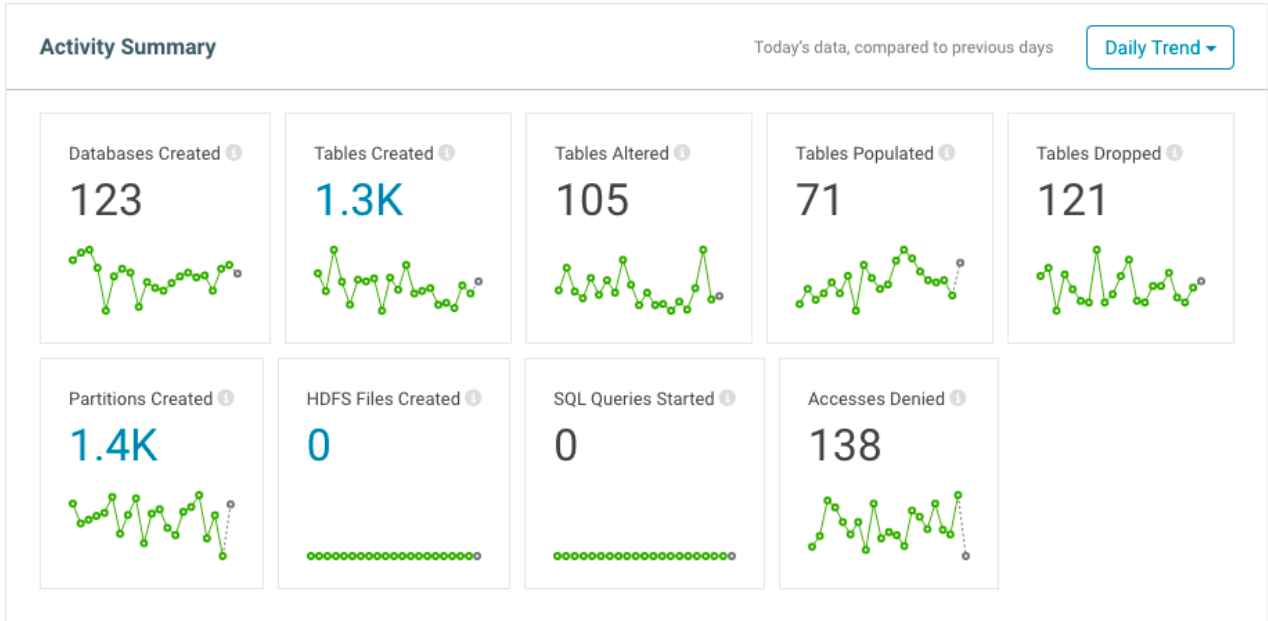 Activity Summary
Today's data, compared to previous days
Daily Trend
Databases Created
123
Tables Created
1.3K
Tables Altered
105
Tables Populated
71
Tables Dropped
121
Partitions Created
1.4K
HDFS Files Created
0
SQL Queries Started
0
Accesses Denied
138